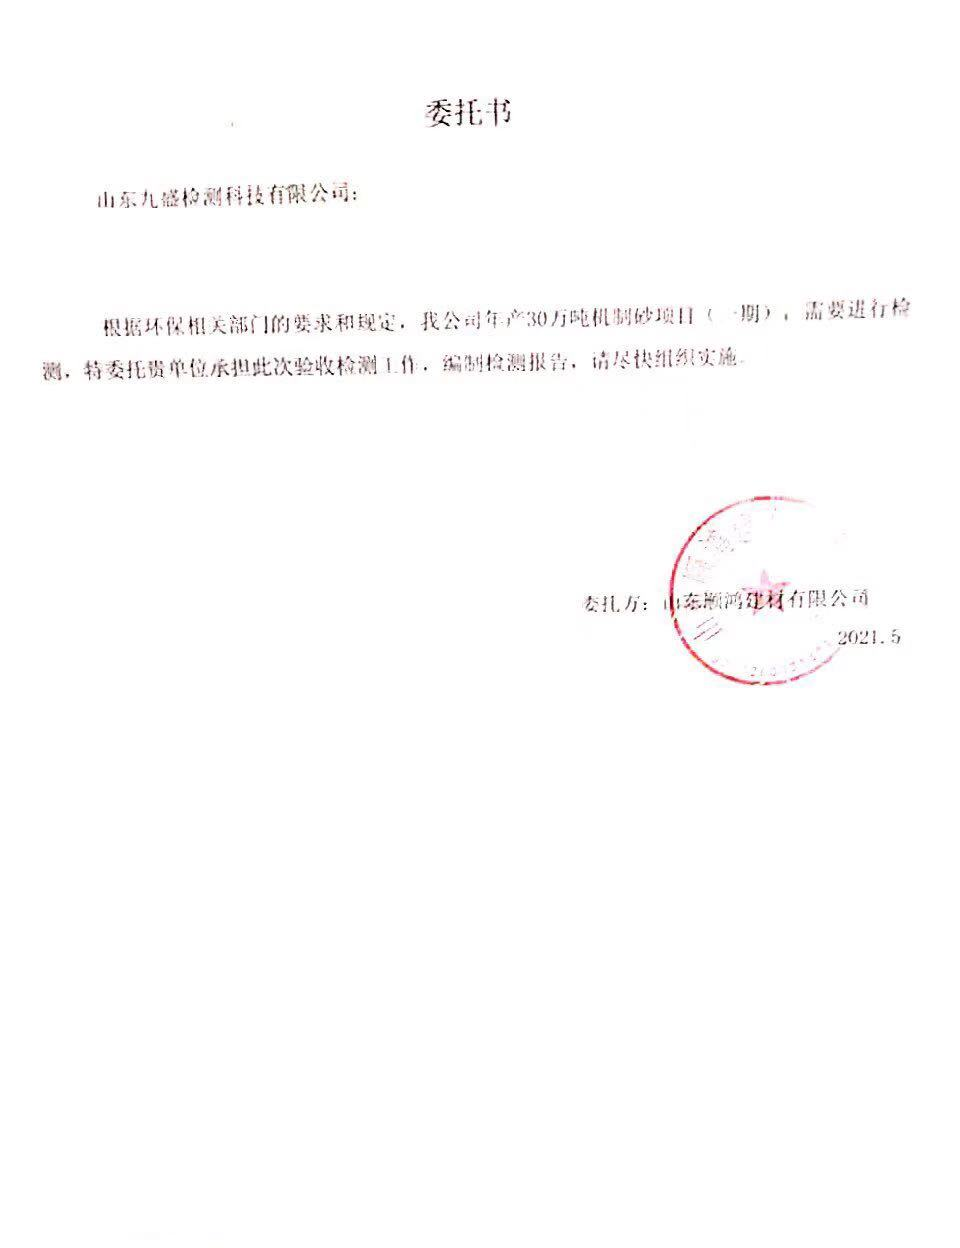 委托书
山东九盛检测科技有限公司:
根据环保相关部门的要求和规定,我公司年产30万吨机制砂项目(一期),需要进行检
测,特委托贵单位承担此次验收检测工作,编制检测报告,请尽快组织实施。
委托方:山东顺鸿建材有限公司
2021.5